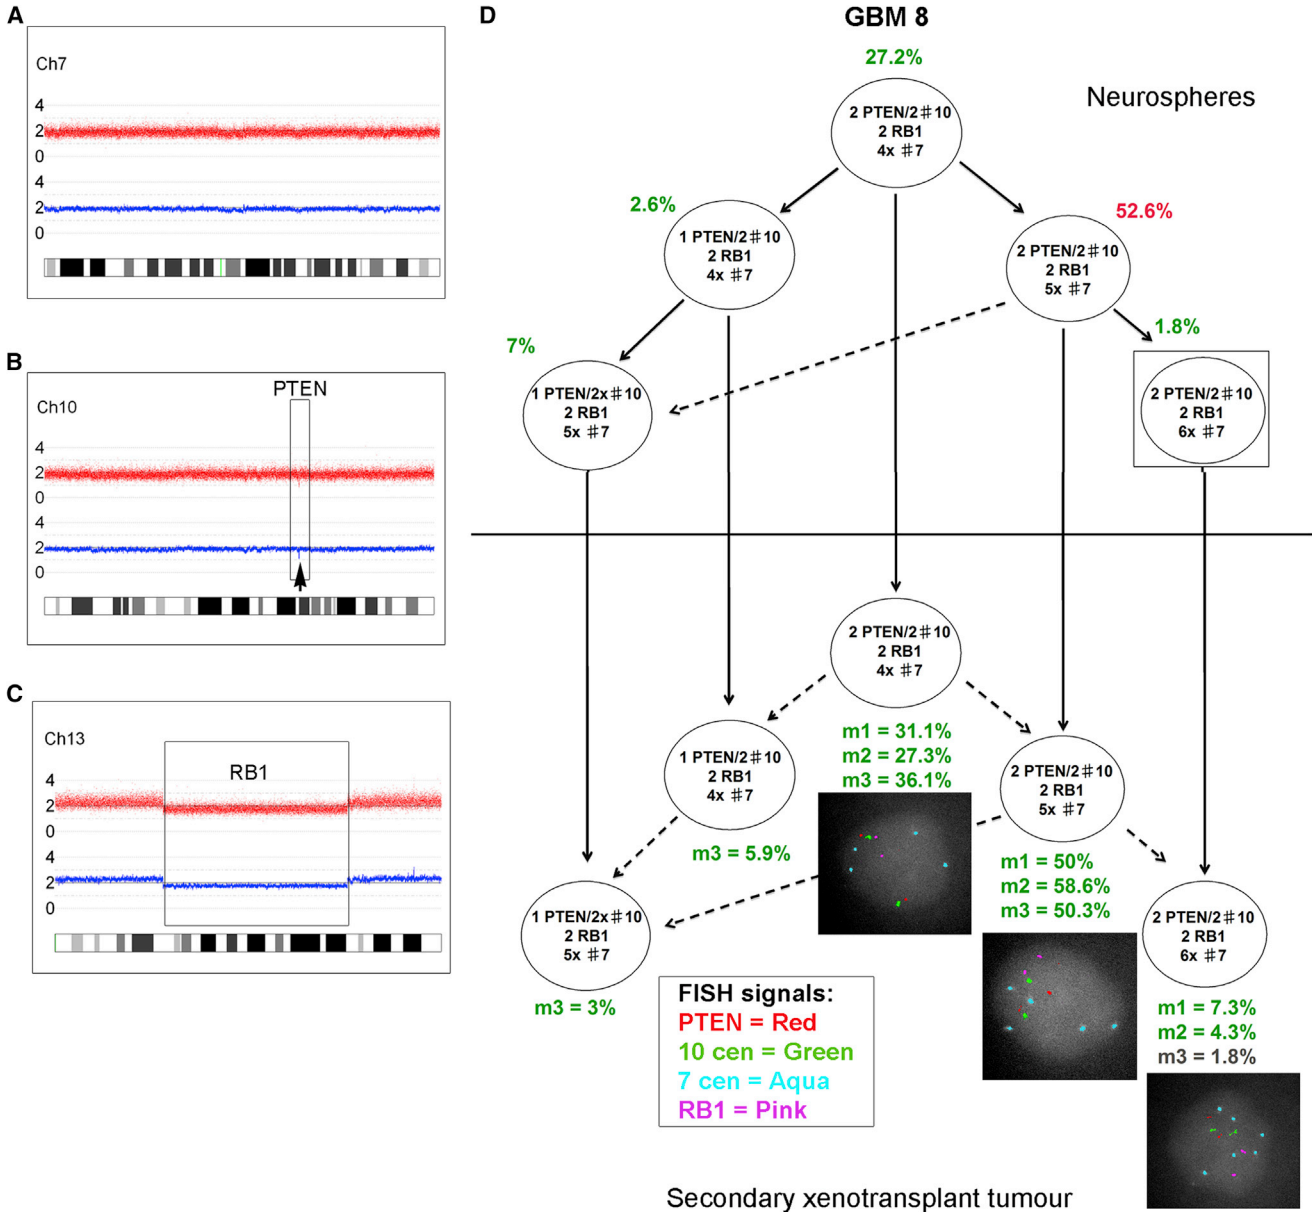 A
Ch7
4
2
0
4
2
0
B
PTEN
Ch10
4
2
0
4
2
0
C
Ch13
RB1
4
2
0
4
2
0
D
GBM 8
Neurospheres
27.2%
2 PTEN/2#10
2 RB1
4x #7
2.6%
1 PTEN/2#10
2 RB1
4x #7
52.6%
2 PTEN/2#10
2 RB1
5x #7
7%
1 PTEN/2x#10
2 RB1
5x #7
1.8%
2 PTEN/2#10
2 RB1
6x #7
2 PTEN/2#10
2 RB1
4x #7
m1 = 31.1%
m2 = 27.3%
m3 = 36.1%
1 PTEN/2#10
2 RB1
4x #7
m3 = 5.9%
2 PTEN/2#10
2 RB1
5x #7
m1 = 50%
m2 = 58.6%
m3 = 50.3%
1 PTEN/2x#10
2 RB1
5x #7
m3 = 3%
2 PTEN/2#10
2 RB1
6x #7
m1 = 7.3%
m2 = 4.3%
m3 = 1.8%
FISH signals:
PTEN = Red
10 cen = Green
7 cen = Aqua
RB1 = Pink
Secondary xenotransplant tumour